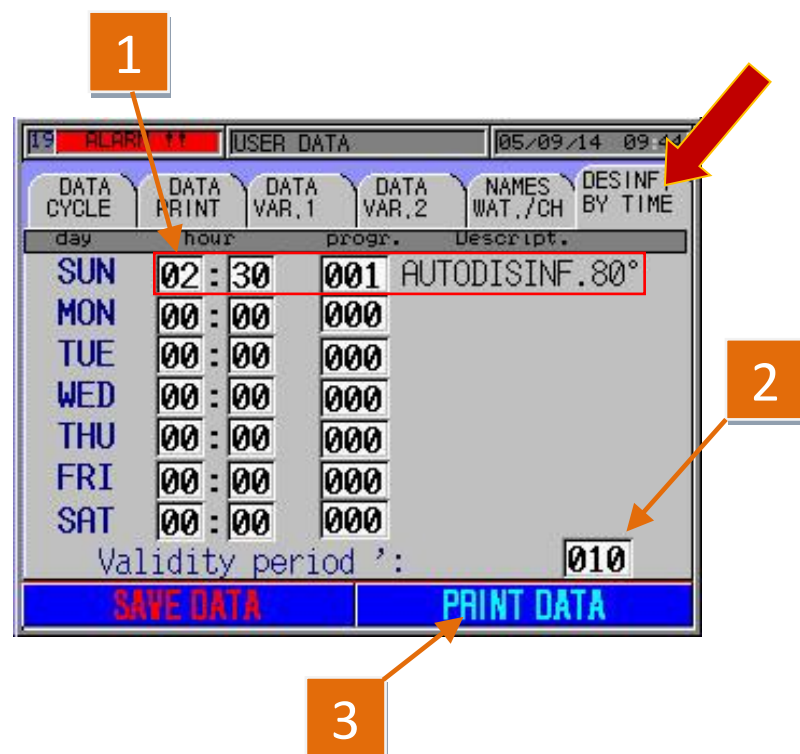 1
19 ALARM !! USER DATA 05/09/14 09:44
DATA CYCLE DATA PRINT DATA VAR.1 DATA VAR.2 NAMES WAT./CH DESINF. BY TIME
day hour progr. Descript.
SUN 02:30 001 AUTODISINF.80°
MON 00:00 000
TUE 00:00 000
WED 00:00 000
2
THU 00:00 000
FRI 00:00 000
SAT 00:00 000
Validity period ': 010
SAVE DATA PRINT DATA
3